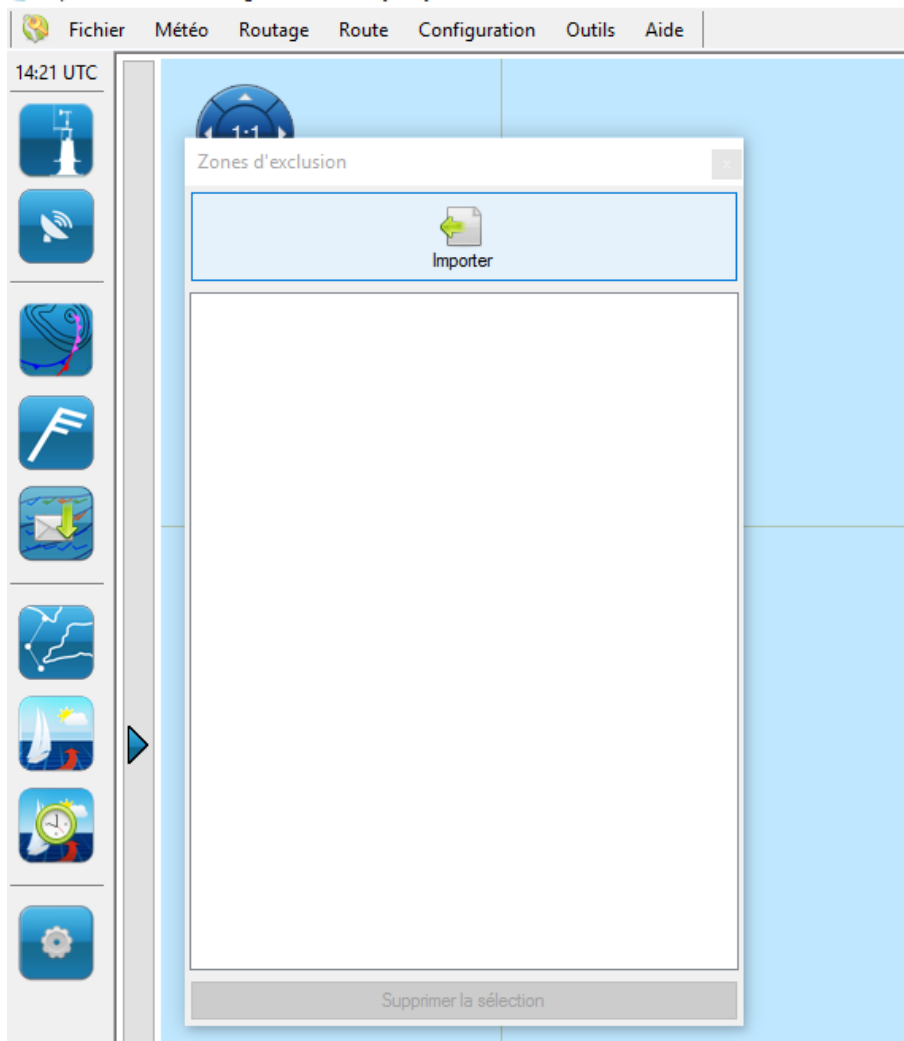 Fichier Météo Routage Route Configuration Outils Aide
14:21 UTC
1:1
Zones d'exclusion
x
Importer
Supprimer la sélection